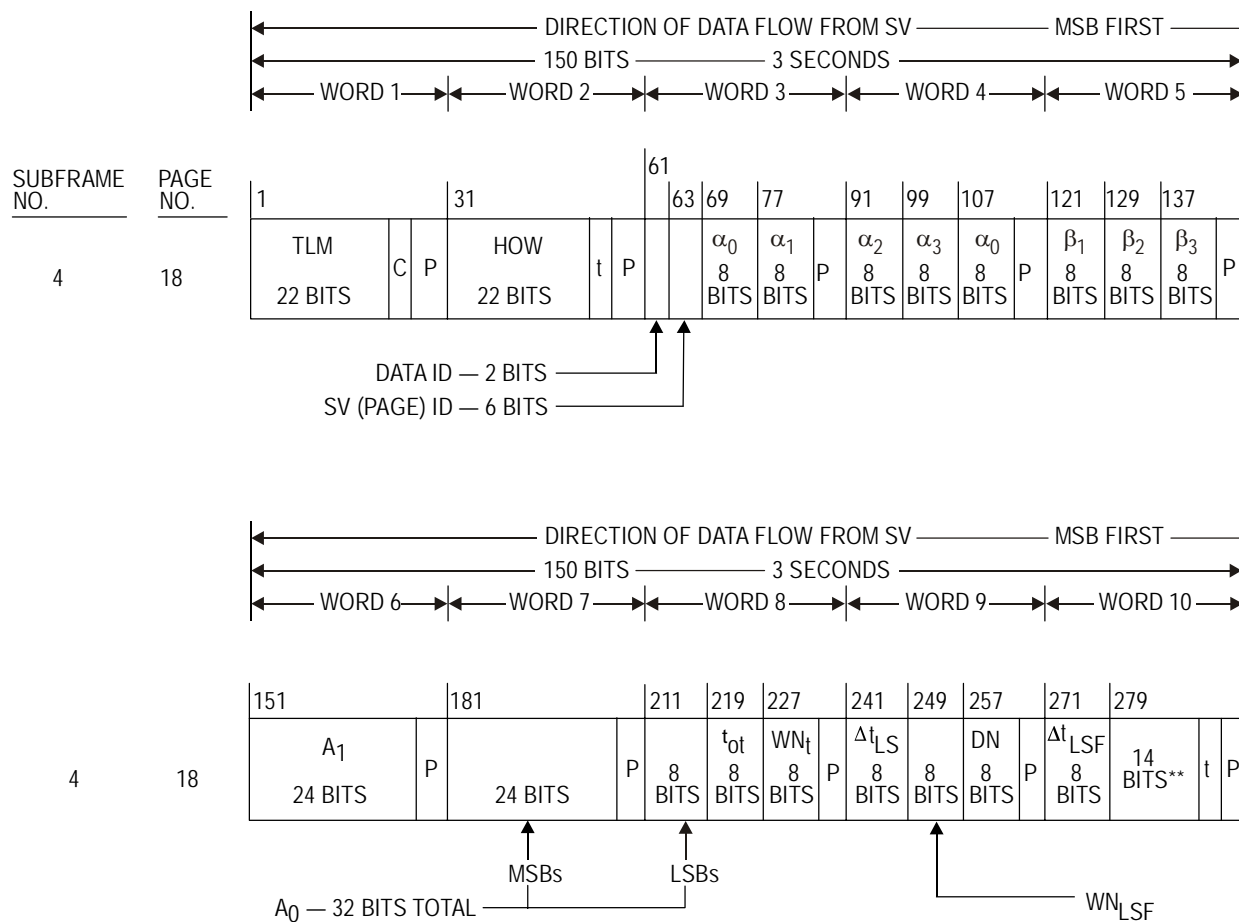 DIRECTION OF DATA FLOW FROM SV MSB FIRST
150 BITS 3 SECONDS
WORD 1 WORD 2 WORD 3 WORD 4 WORD 5
SUBFRAME NO. PAGE NO.
1 31 61 63 69 77 91 99 107 121 129 137
4 18
TLM 22 BITS C P HOW 22 BITS t P α0 8 BITS α1 8 BITS P α2 8 BITS α3 8 BITS α0 8 BITS P β1 8 BITS β2 8 BITS β3 8 BITS P
DATA ID — 2 BITS
SV (PAGE) ID — 6 BITS
DIRECTION OF DATA FLOW FROM SV MSB FIRST
150 BITS 3 SECONDS
WORD 6 WORD 7 WORD 8 WORD 9 WORD 10
151 181 211 219 227 241 249 257 271 279
4 18
A1 24 BITS P 24 BITS P 8 BITS tot 8 BITS WNt 8 BITS P ΔtLS 8 BITS 8 BITS DN 8 BITS P ΔtLSF 8 BITS 14 BITS** t P
MSBs LSBs
A0 — 32 BITS TOTAL
WNLSF